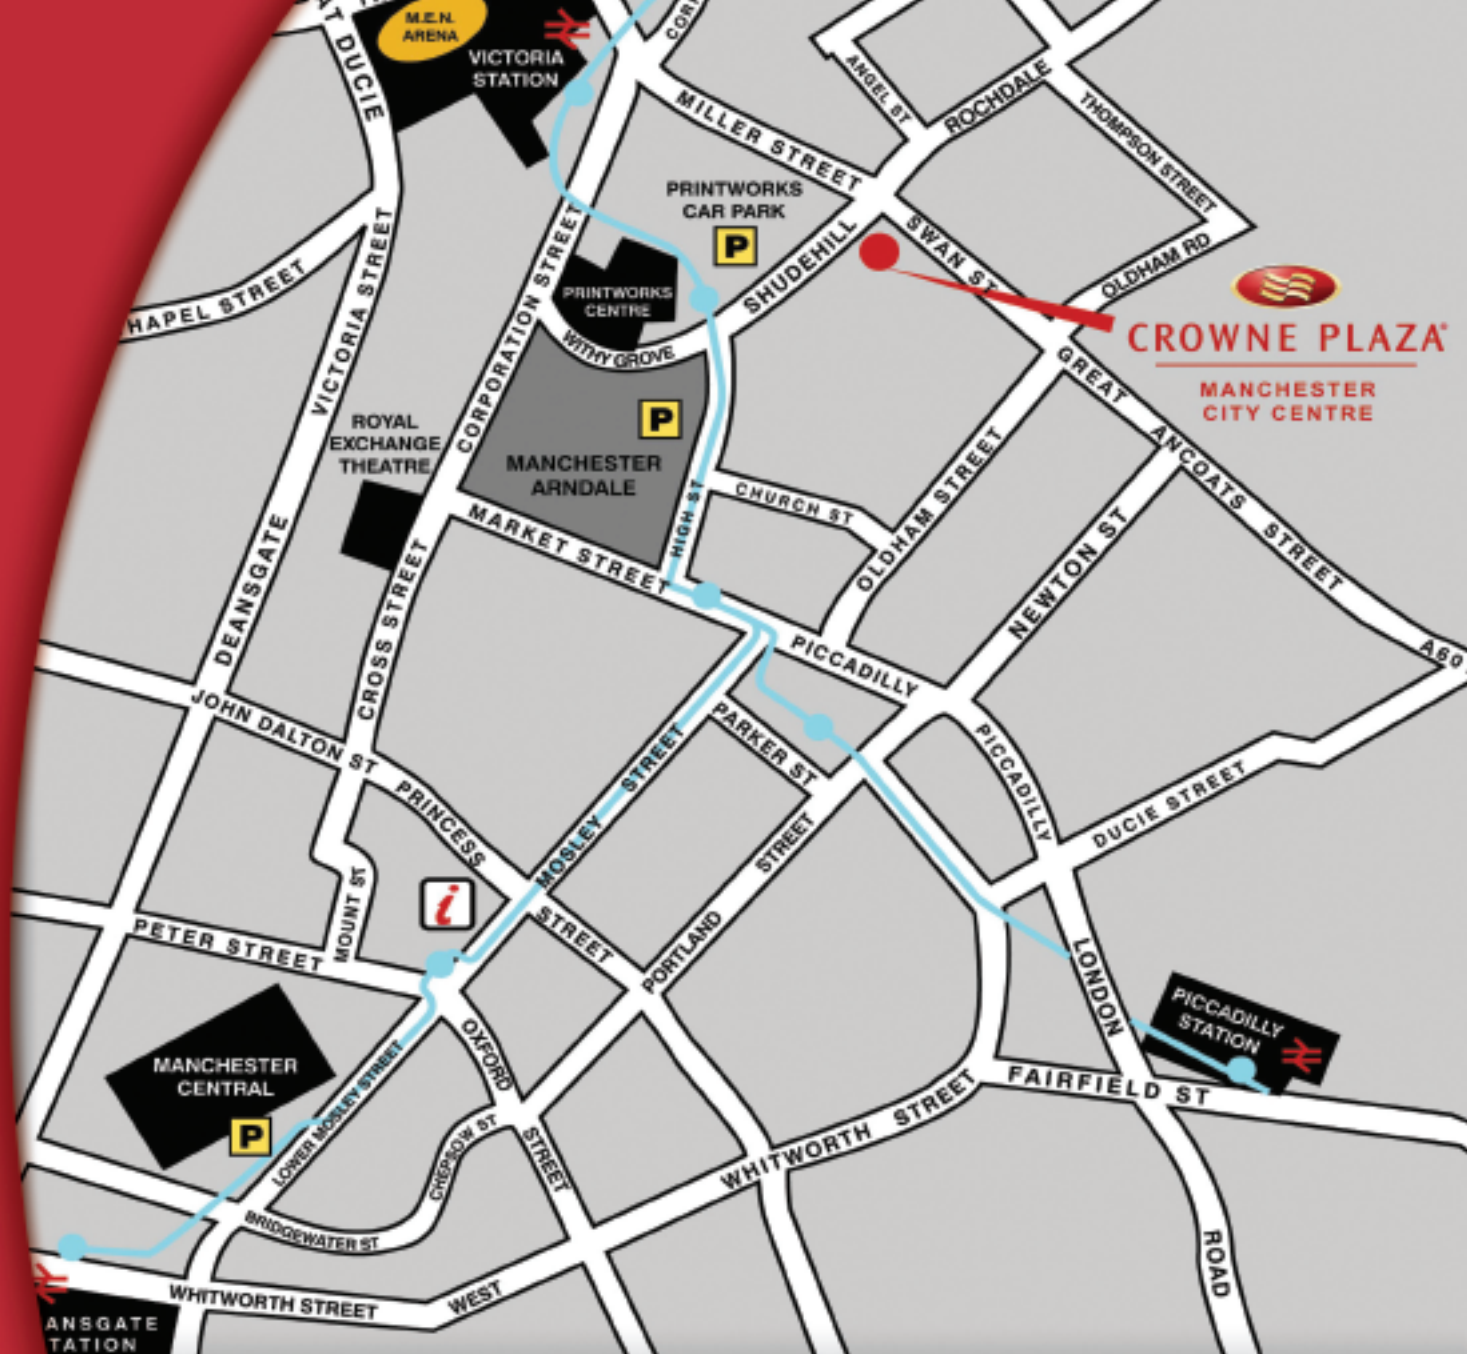 AT DUCIE
M.E.N.
ARENA
VICTORIA
STATION
CORP
ANGEL ST
ROCHDALE
THOMPSON STREET
MILLER STREET
PRINTWORKS
CAR PARK
P
SHUDEHILL
SWAN ST
OLDHAM RD
CROWNE PLAZA®
MANCHESTER
CITY CENTRE
HAPEL STREET
VICTORIA STREET
CORPORATION STREET
PRINTWORKS
CENTRE
WITHY GROVE
GREAT
ANCOATS STREET
ROYAL
EXCHANGE
THEATRE
P
MANCHESTER
ARNDALE
HIGH ST
CHURCH ST
OLDHAM STREET
NEWTON ST
MARKET STREET
DEANSGATE
CROSS STREET
PICCADILLY
A60
JOHN DALTON ST
PARKER ST
PICCADILLY
PRINCESS
MOSLEY STREET
DUCIE STREET
STREET
i
MOUNT ST
PETER STREET
STREET
PORTLAND
LONDON
PICCADILLY
STATION
MANCHESTER
CENTRAL
P
OXFORD
LOWER MOSLEY STREET
CHEPSOW ST
STREET
WHITWORTH STREET
FAIRFIELD ST
BRIDGEWATER ST
ROAD
WHITWORTH STREET
WEST
ANSGATE
TATION